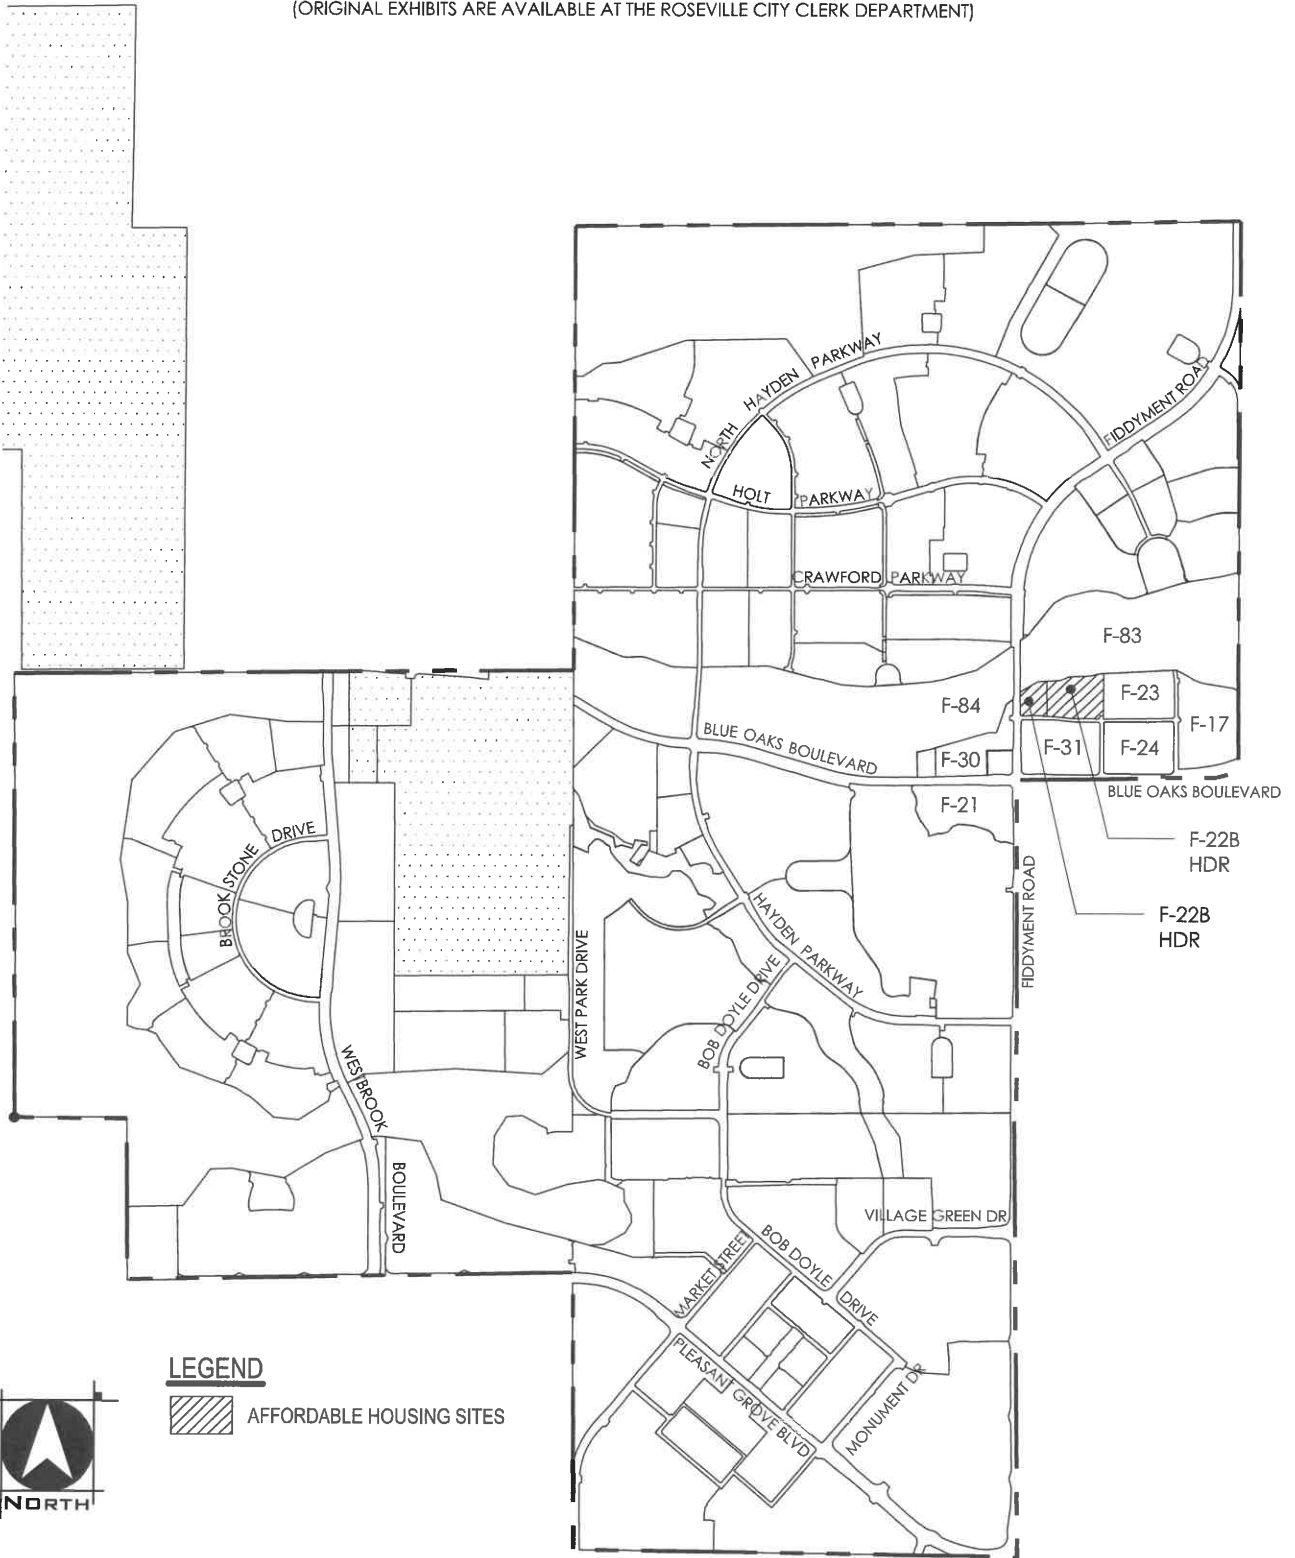 (ORIGINAL EXHIBITS ARE AVAILABLE AT THE ROSEVILLE CITY CLERK DEPARTMENT)
NORTH HAYDEN PARKWAY
FIDDYMENT ROAD
HOLT PARKWAY
CRAWFORD PARKWAY
F-83
F-84
F-23
F-17
BLUE OAKS BOULEVARD
F-30
F-31
F-24
BLUE OAKS BOULEVARD
F-21
F-22B
HDR
F-22B
HDR
BROOKSTONE DRIVE
FIDDYMENT ROAD
HAYDEN PARKWAY
WEST PARK DRIVE
BOB DOYLE DRIVE
WESTBROOK
BOULEVARD
VILLAGE GREEN DR
MARKET STREET
BOB DOYLE DRIVE
PLEASANT GROVE BLVD
MONUMENT DR
LEGEND
AFFORDABLE HOUSING SITES
NORTH